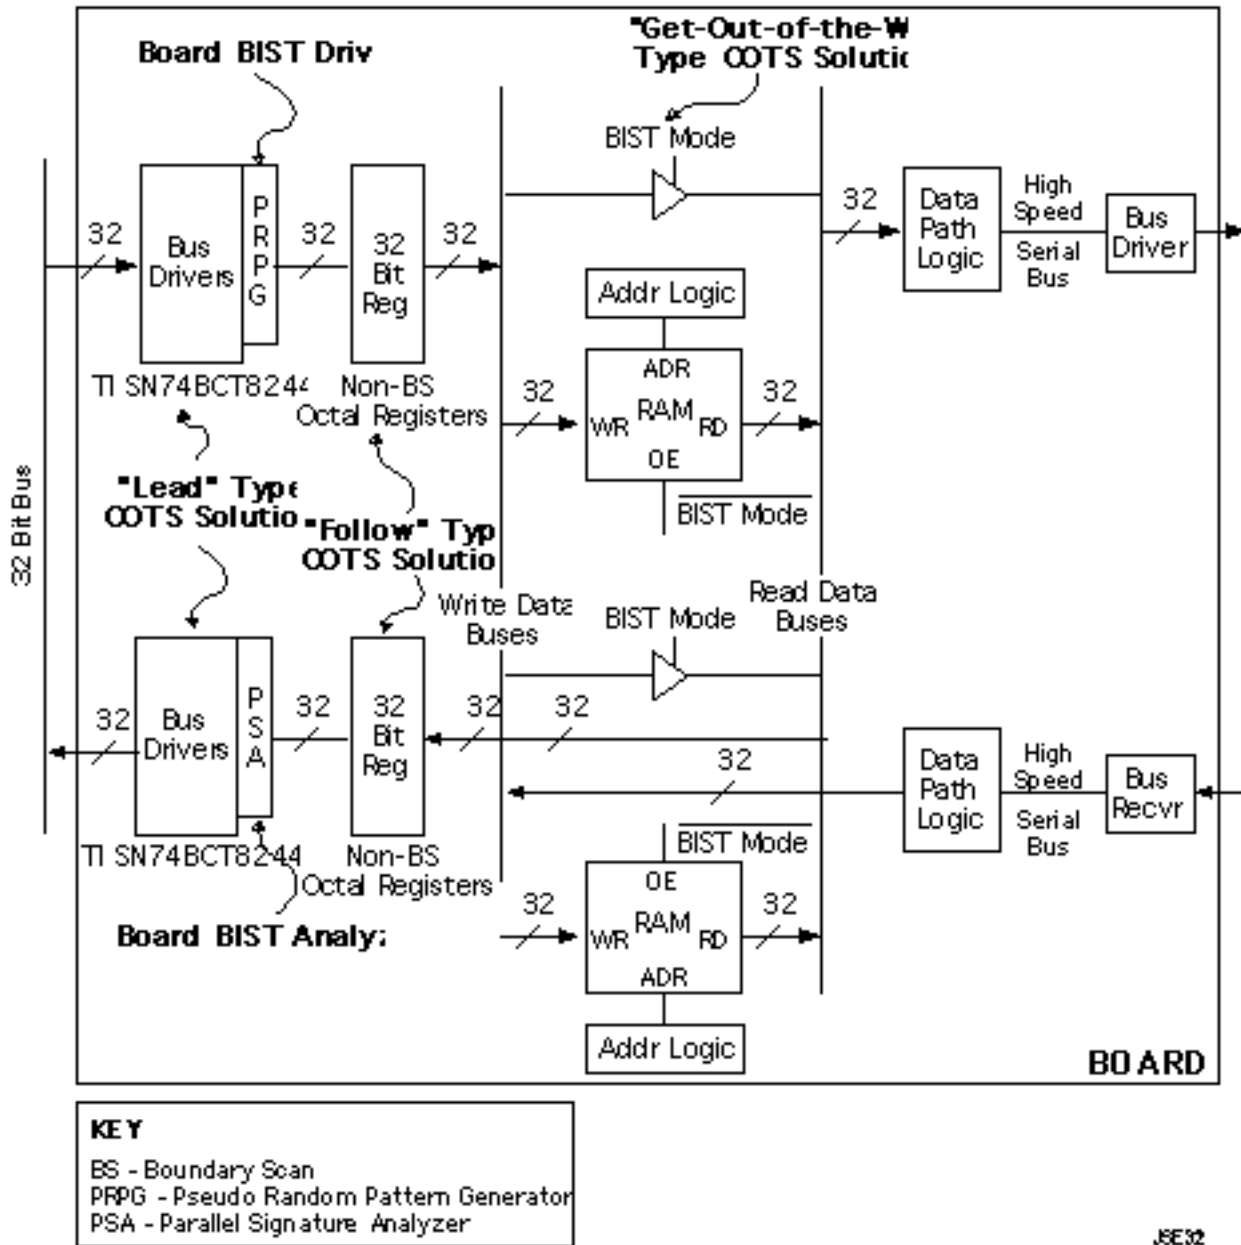 "Get-Out-of-the-W
Type COTS Solutic
Board BIST Driv
BIST Mode
32
Bus
Drivers
P
R
P
G
32
32
Bit
Reg
32
32
Data
Path
Logic
High
Speed
Serial
Bus
Bus
Driver
Addr Logic
TI SN74BCT8244
Non-BS
Octal Registers
32
ADR
WR
RAM
RD
OE
32
BIST Mode
"Lead" Type
COTS Solutio
"Follow" Typ
COTS Solutio
32 Bit Bus
Write Data
Buses
BIST Mode
Read Data
Buses
32
Bus
Drivers
P
S
A
32
32
Bit
Reg
32
32
32
Data
Path
Logic
High
Speed
Serial
Bus
Bus
Recvr
TI SN74BCT8244
Non-BS
Octal Registers
BIST Mode
32
OE
WR
RAM
RD
ADR
32
Board BIST Analyz
Addr Logic
BOARD
KEY
BS - Boundary Scan
PRPG - Pseudo Random Pattern Generator
PSA - Parallel Signature Analyzer
JSE32